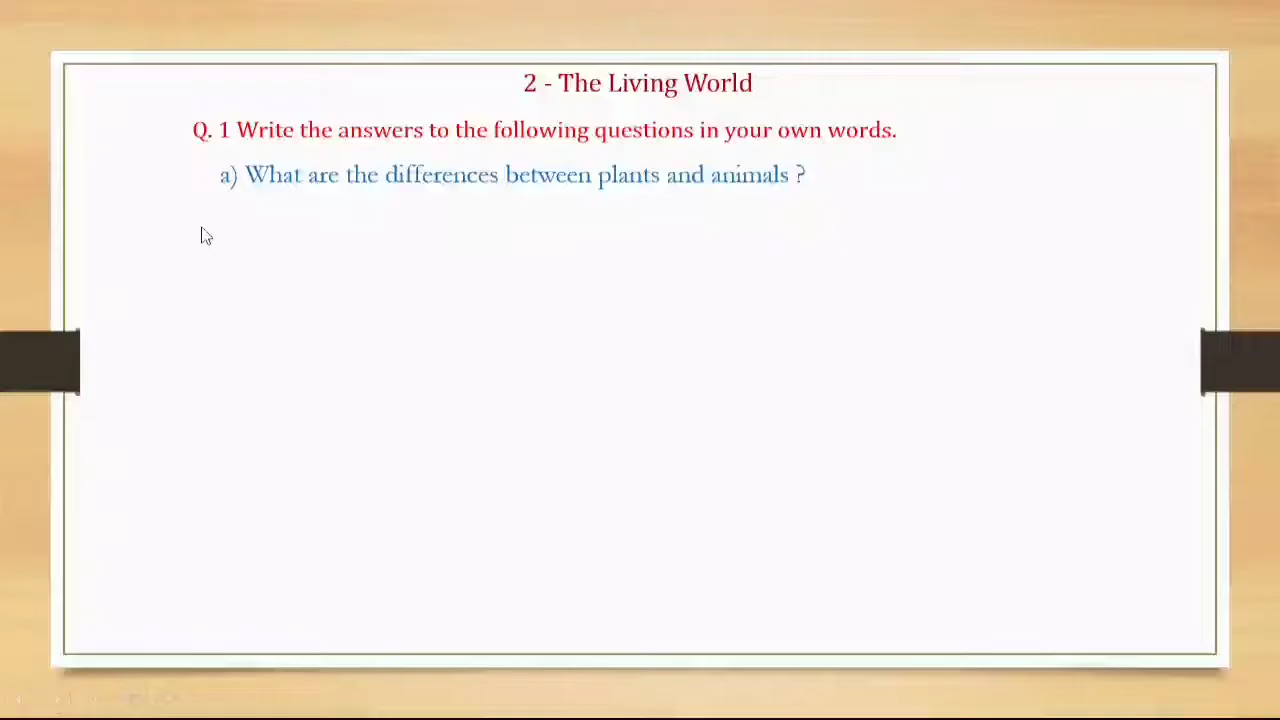 2 - The Living World
Q. 1 Write the answers to the following questions in your own words.
a) What are the differences between plants and animals ?